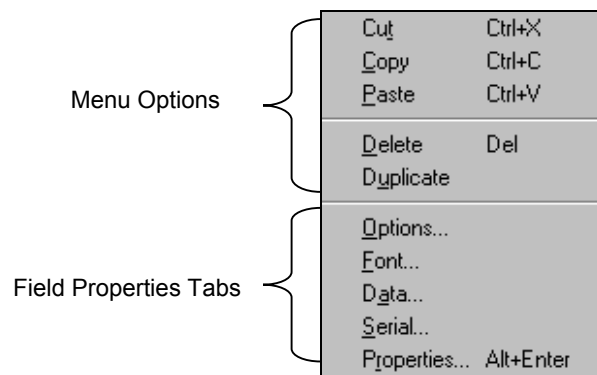 Menu Options
Cut Ctrl+X
Copy Ctrl+C
Paste Ctrl+V
Delete Del
Duplicate
Field Properties Tabs
Options...
Font...
Data...
Serial...
Properties... Alt+Enter